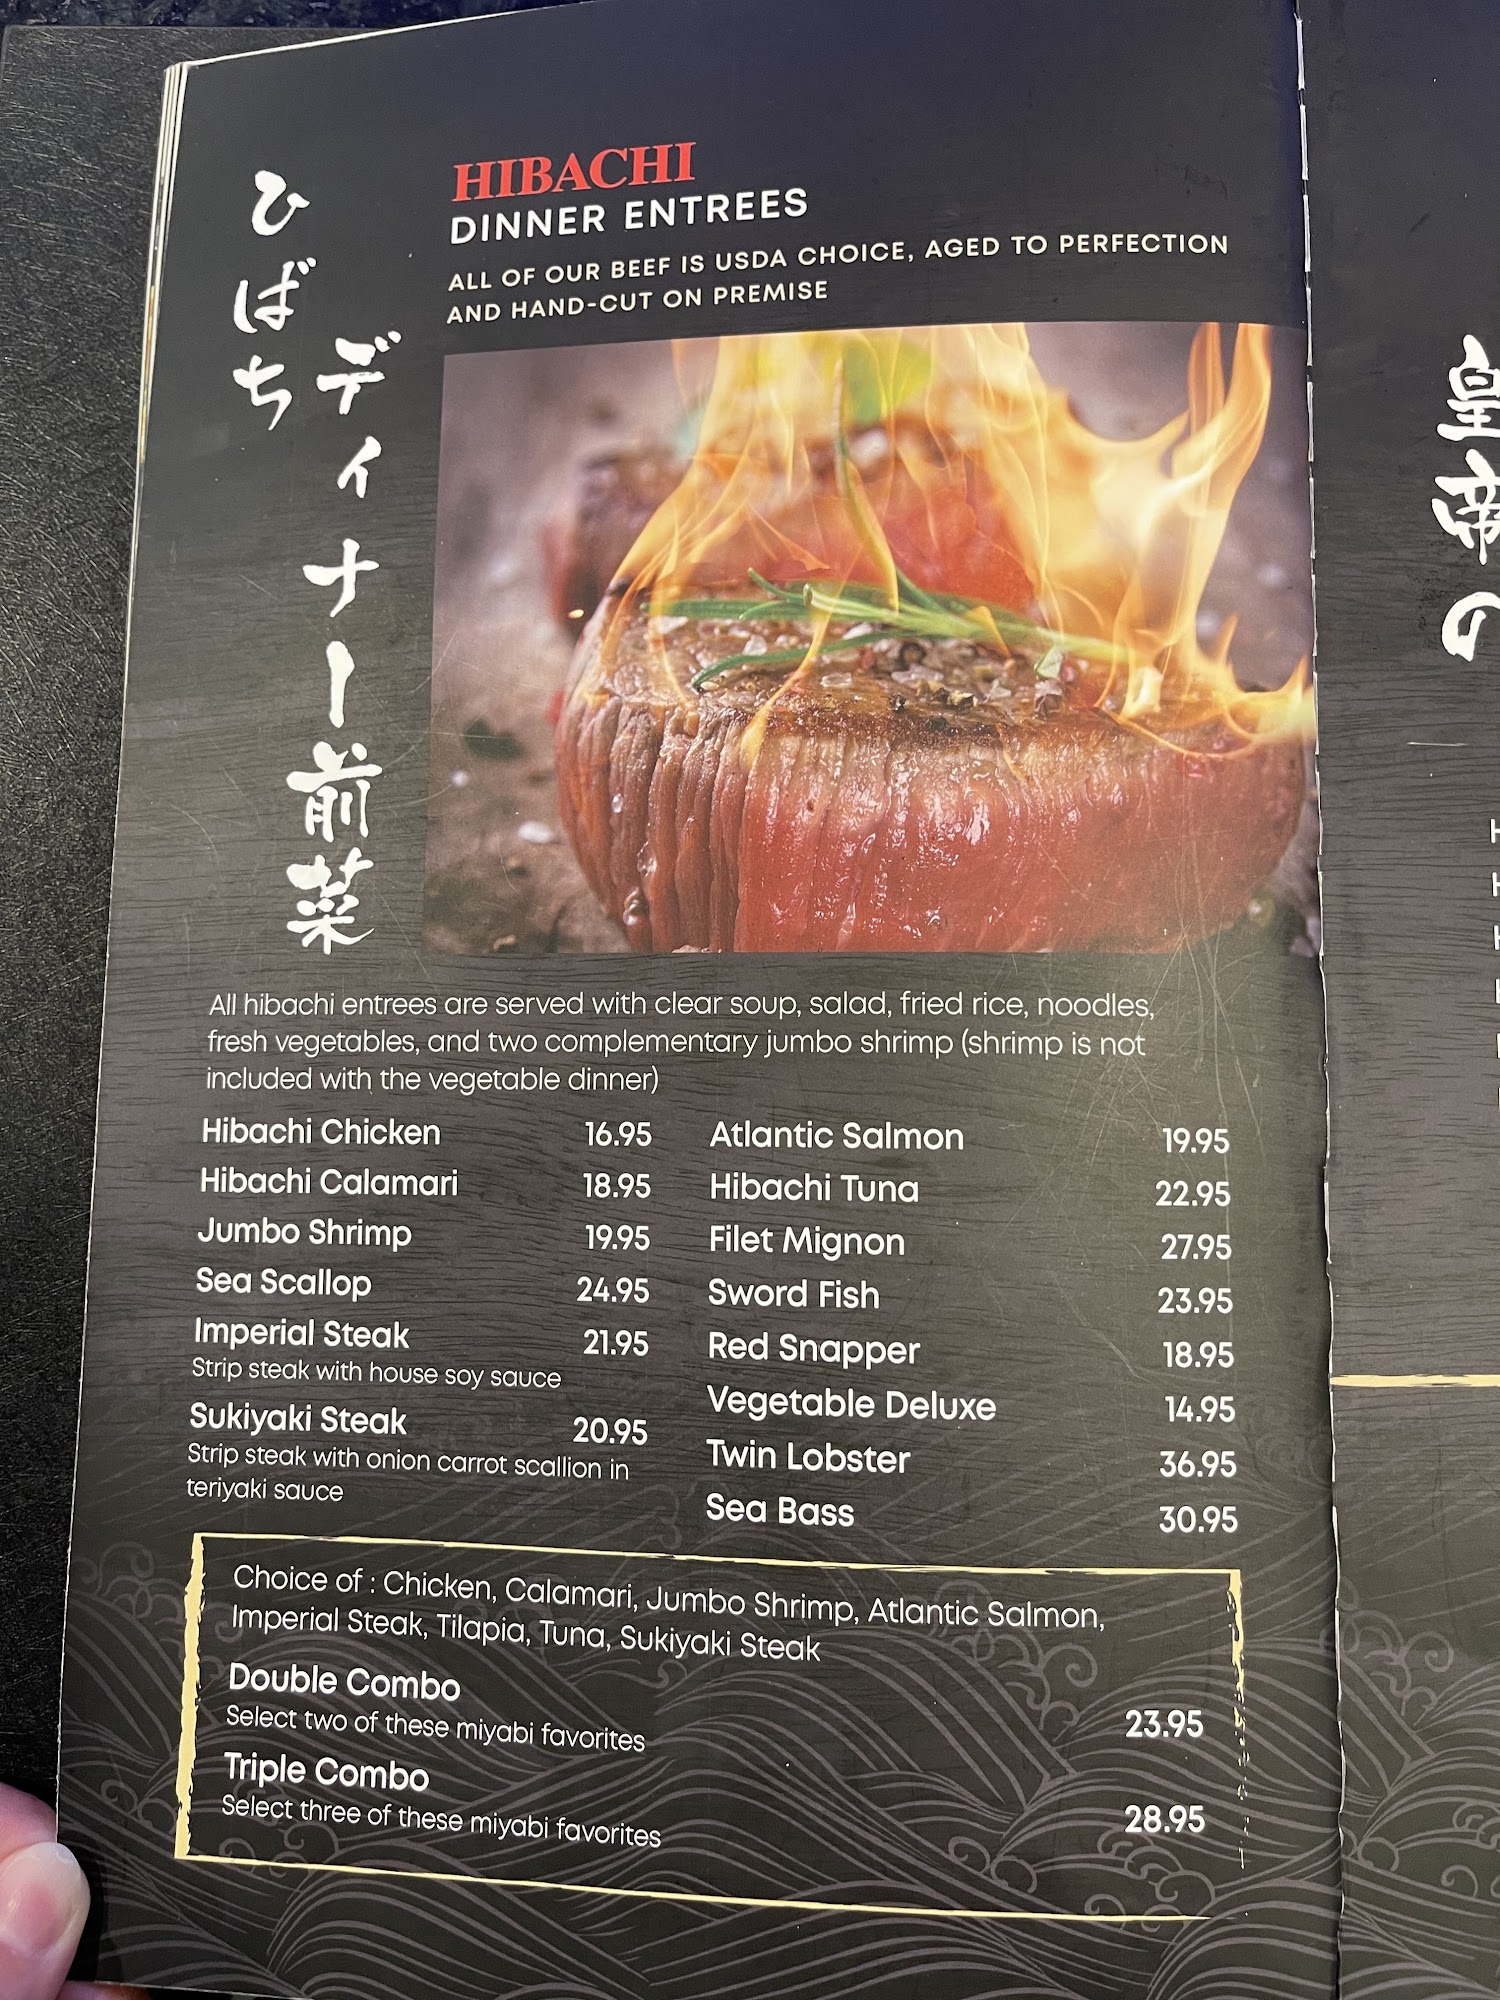 ひばち
ディナー前菜
HIBACHI
DINNER ENTREES
ALL OF OUR BEEF IS USDA CHOICE, AGED TO PERFECTION
AND HAND-CUT ON PREMISE
All hibachi entrees are served with clear soup, salad, fried rice, noodles,
fresh vegetables, and two complementary jumbo shrimp (shrimp is not
included with the vegetable dinner)
Hibachi Chicken 16.95
Hibachi Calamari 18.95
Jumbo Shrimp 19.95
Sea Scallop 24.95
Imperial Steak 21.95
Strip steak with house soy sauce
Sukiyaki Steak 20.95
Strip steak with onion carrot scallion in
teriyaki sauce
Atlantic Salmon 19.95
Hibachi Tuna 22.95
Filet Mignon 27.95
Sword Fish 23.95
Red Snapper 18.95
Vegetable Deluxe 14.95
Twin Lobster 36.95
Sea Bass 30.95
Choice of : Chicken, Calamari, Jumbo Shrimp, Atlantic Salmon,
Imperial Steak, Tilapia, Tuna, Sukiyaki Steak
Double Combo
Select two of these miyabi favorites 23.95
Triple Combo
Select three of these miyabi favorites 28.95
皇帝の